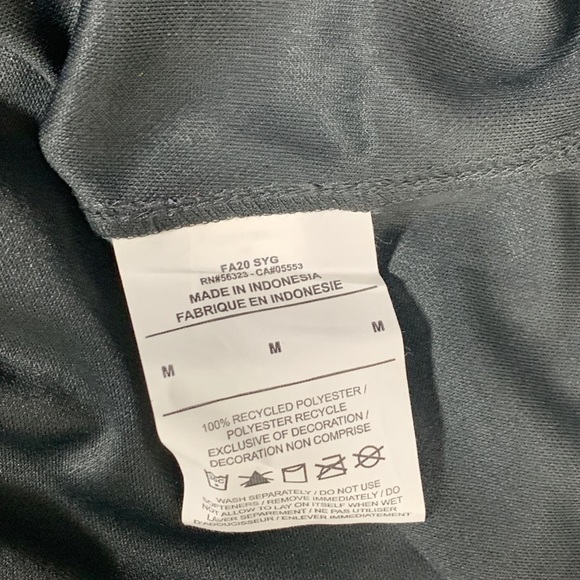 FA20 SYG
RN#56323 - CA#05553
MADE IN INDONESIA
FABRIQUE EN INDONESIE
M M M
100% RECYCLED POLYESTER /
POLYESTER RECYCLE
EXCLUSIVE OF DECORATION /
DECORATION NON COMPRISE
WASH SEPARATELY / DO NOT USE
SOFTENERS / REMOVE IMMEDIATELY / DO
NOT ALLOW TO LAY ON ITSELF WHEN WET
/ LAVER SEPAREMENT / NE PAS UTILISER
D'ADOUCISSEUR / ENLEVER IMMEDIATEMENT